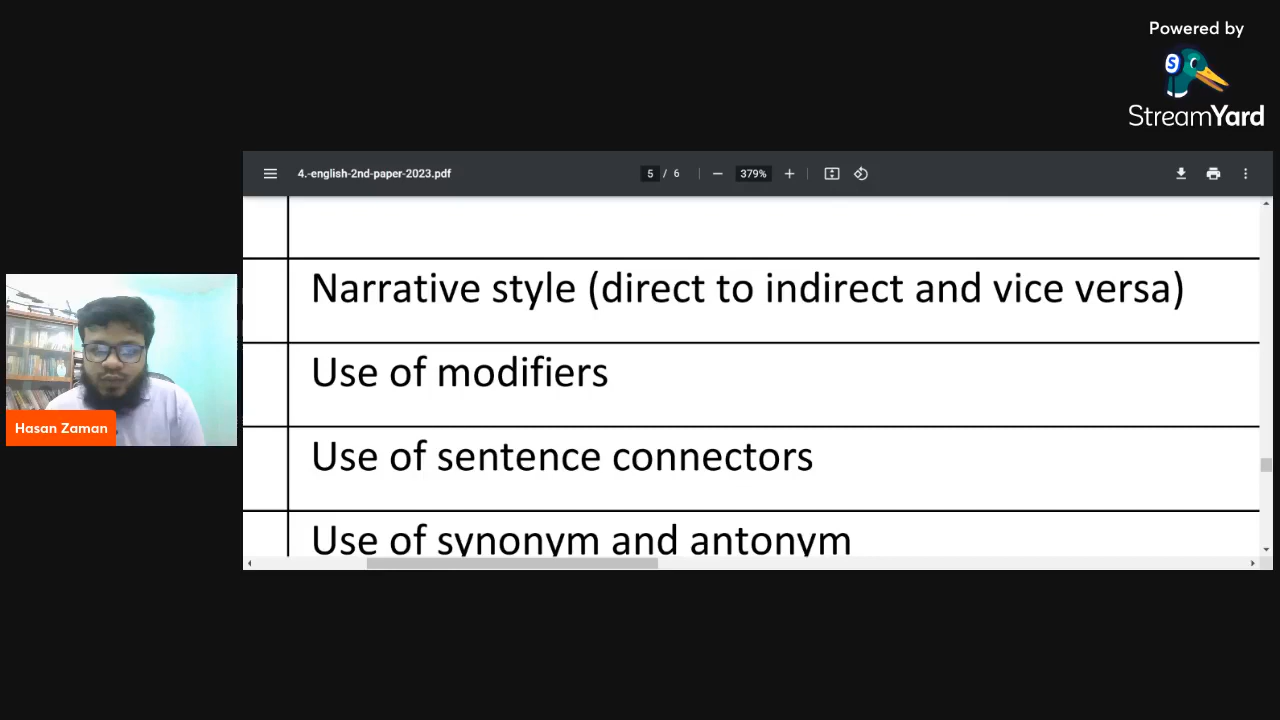 Powered by
StreamYard
4.-english-2nd-paper-2023.pdf
5 / 6
379%
Narrative style (direct to indirect and vice versa)
Use of modifiers
Use of sentence connectors
Use of synonym and antonym
Hasan Zaman